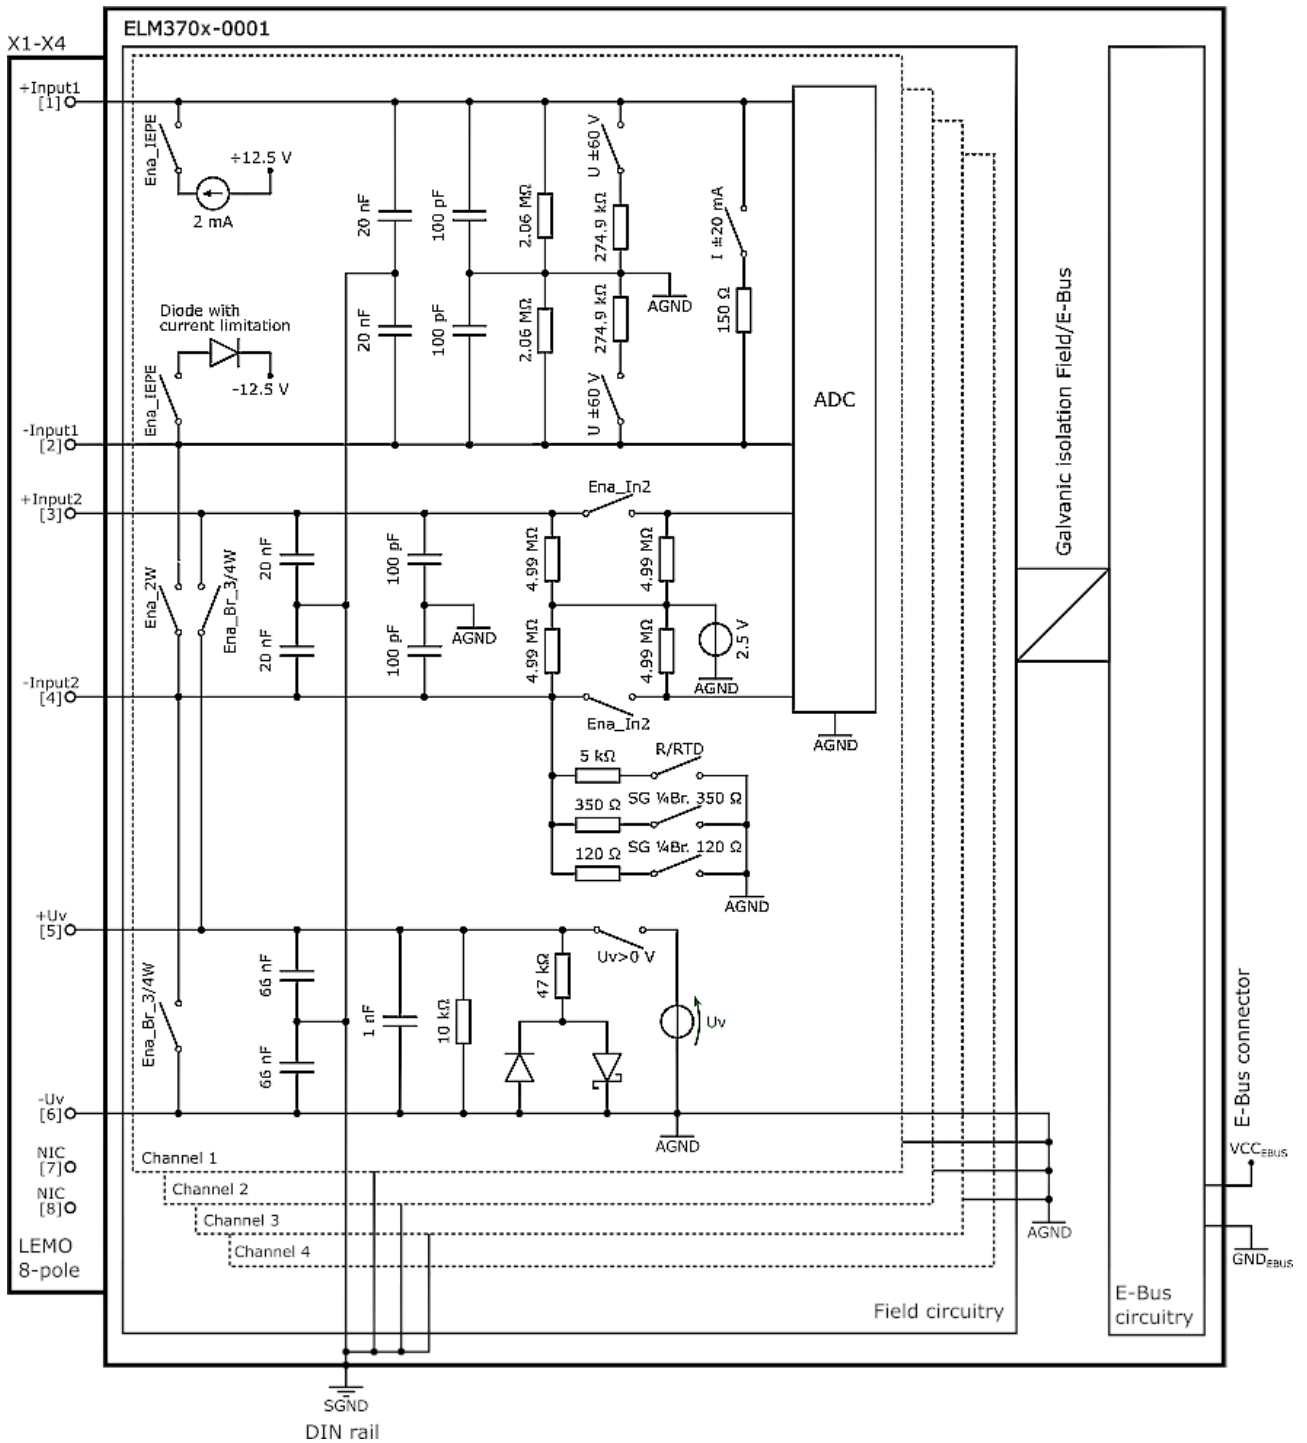 ELM370x-0001
X1-X4
+Input1
[1]
Ena_IEPE
÷12.5 V
2 mA
20 nF
100 pF
2.06 MΩ
U ±60 V
274.9 kΩ
I ±20 mA
AGND
20 nF
100 pF
2.06 MΩ
274.9 kΩ
150 Ω
Diode with
current limitation
-12.5 V
Ena_IEPE
U ±60 V
ADC
Galvanic isolation Field/E-Bus
-Input1
[2]
+Input2
[3]
Ena_In2
20 nF
100 pF
4.99 MΩ
4.99 MΩ
Ena_2W
Ena_Br_3/4W
AGND
20 nF
100 pF
4.99 MΩ
4.99 MΩ
2.5 V
AGND
-Input2
[4]
Ena_In2
AGND
5 kΩ
R/RTD
350 Ω
SG ¼Br. 350 Ω
120 Ω
SG ¼Br. 120 Ω
AGND
+Uv
[5]
Uv>0 V
66 nF
47 kΩ
Ena_Br_3/4W
1 nF
10 kΩ
Uv
66 nF
E-Bus connector
-Uv
[6]
AGND
NIC
[7]
Channel 1
VCCEBUS
Channel 2
NIC
[8]
Channel 3
AGND
LEMO
8-pole
Channel 4
GNDEBUS
Field circuitry
E-Bus
circuitry
SGND
DIN rail